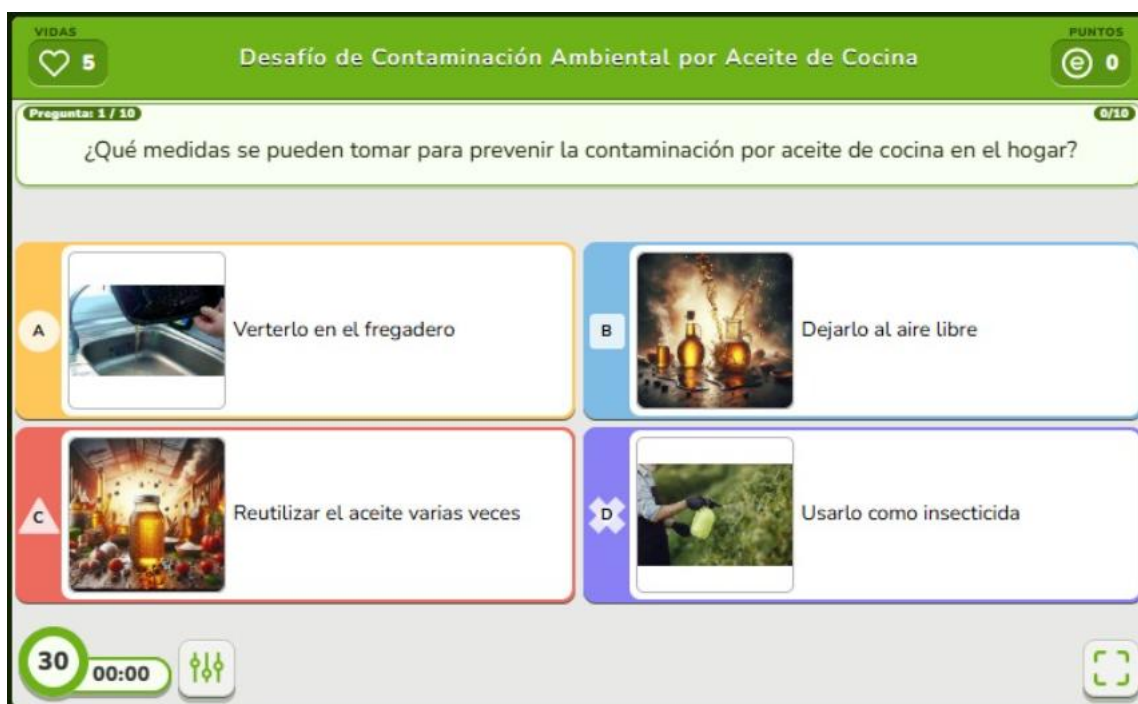 VIDAS
5
Desafío de Contaminación Ambiental por Aceite de Cocina
PUNTOS
e 0
Pregunta: 1 / 10
0/10
¿Qué medidas se pueden tomar para prevenir la contaminación por aceite de cocina en el hogar?
A
Verterlo en el fregadero
B
Dejarlo al aire libre
C
Reutilizar el aceite varias veces
D
Usarlo como insecticida
30
00:00